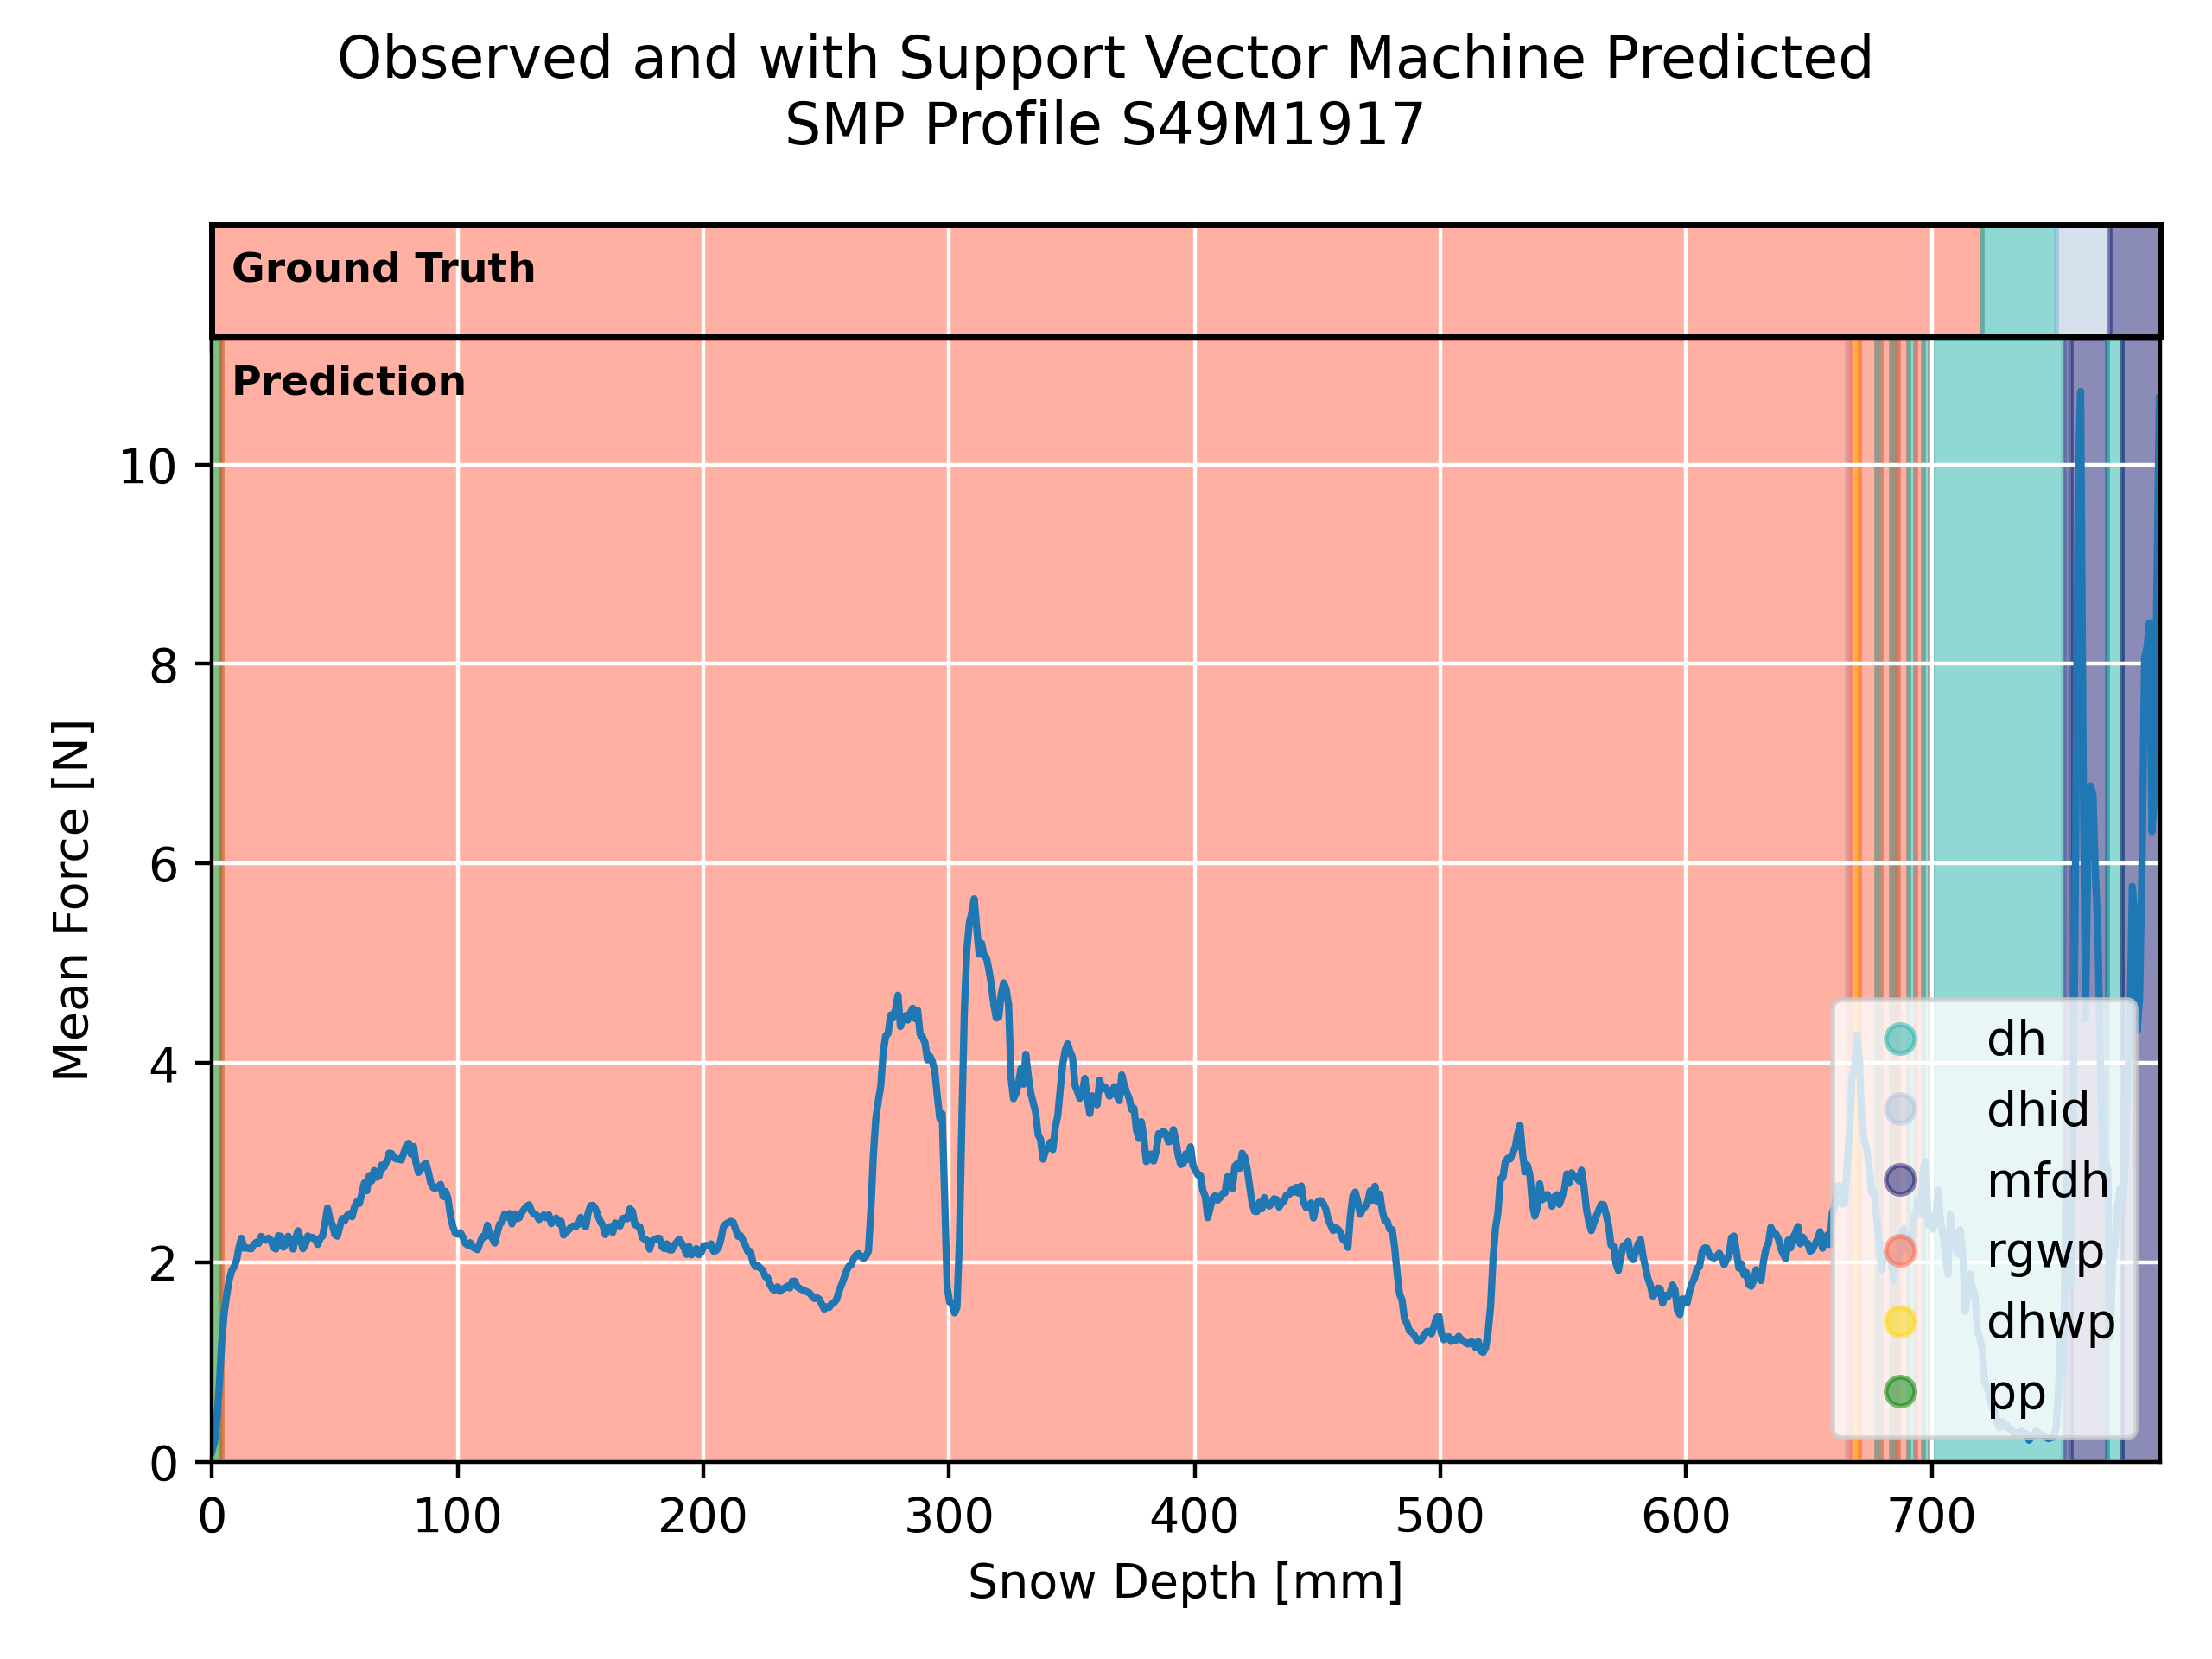 Observed and with Support Vector Machine Predicted
SMP Profile S49M1917
Ground Truth
Prediction
10
8
6
4
2
0
Mean Force [N]
dh
dhid
mfdh
rgwp
dhwp
pp
0 100 200 300 400 500 600 700
Snow Depth [mm]